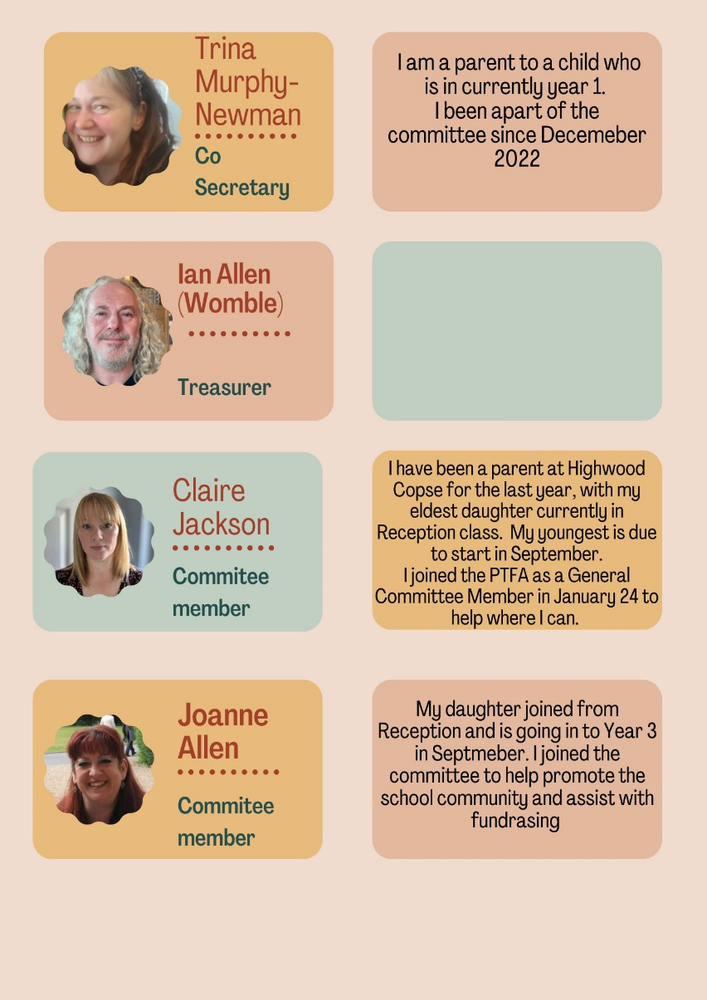 Trina
Murphy-
Newman
Co
Secretary
I am a parent to a child who
is in currently year 1.
I been apart of the
committee since Decemeber
2022
Ian Allen
(Womble)
Treasurer
Claire
Jackson
Commitee
member
I have been a parent at Highwood
Copse for the last year, with my
eldest daughter currently in
Reception class.  My youngest is due
to start in September.
I joined the PTFA as a General
Committee Member in January 24 to
help where I can.
Joanne
Allen
Commitee
member
My daughter joined from
Reception and is going in to Year 3
in Septmeber. I joined the
committee to help promote the
school community and assist with
fundrasing